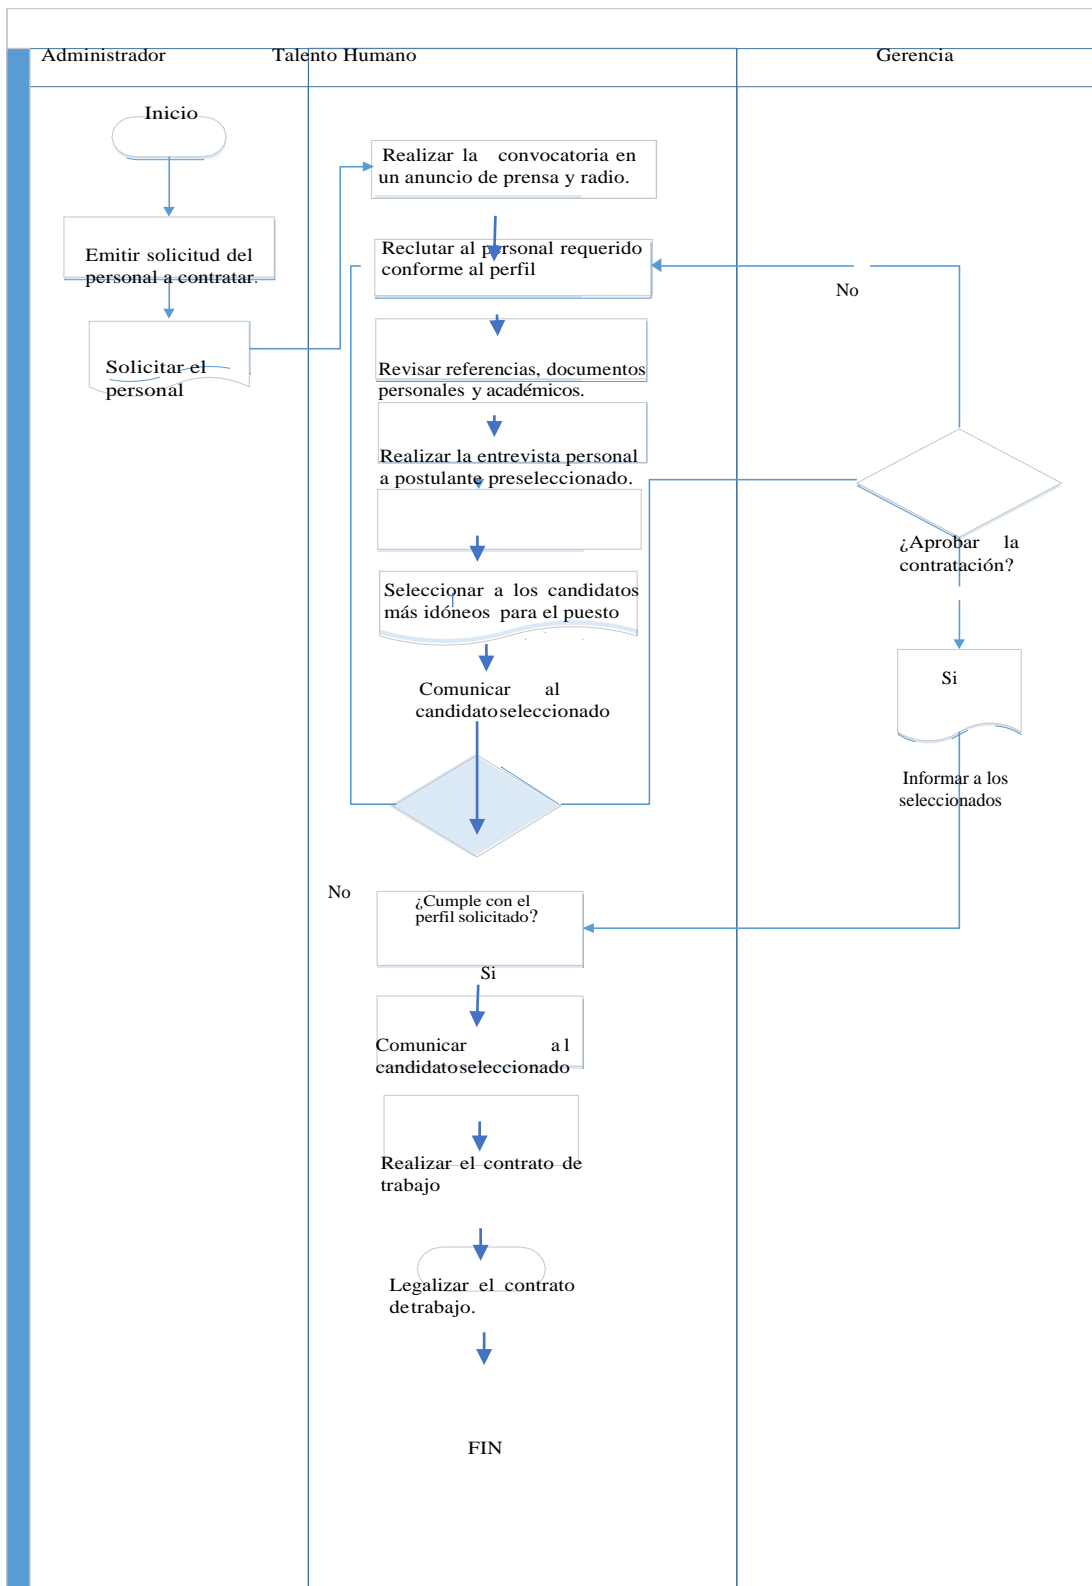 Administrador
Talento Humano
Gerencia
Inicio
Emitir solicitud del
personal a contratar.
Solicitar el
personal
Realizar la convocatoria en
un anuncio de prensa y radio.
Reclutar al personal requerido
conforme al perfil
Revisar referencias, documentos
personales y académicos.
Realizar la entrevista personal
a postulante preseleccionado.
Seleccionar a los candidatos
más idóneos para el puesto
Comunicar al
candidato seleccionado
No
¿Cumple con el
perfil solicitado?
Si
Comunicar al
candidato seleccionado
Realizar el contrato de
trabajo
Legalizar el contrato
de trabajo.
FIN
No
¿Aprobar la
contratación?
Si
Informar a los
seleccionados